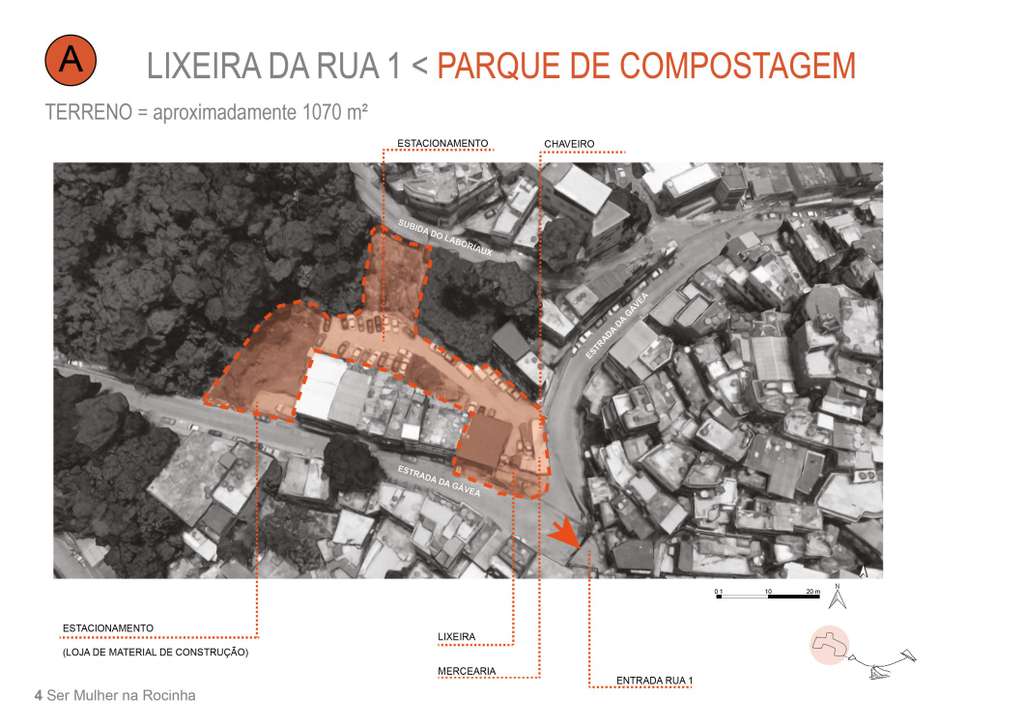 A
LIXEIRA DA RUA 1 < PARQUE DE COMPOSTAGEM
TERRENO = aproximadamente 1070 m²
ESTACIONAMENTO
CHAVEIRO
SUBIDA DO LABORIAUX
ESTRADA DA GÁVEA
ESTRADA DA GÁVEA
0 1 10 20 m
N
ESTACIONAMENTO
(LOJA DE MATERIAL DE CONSTRUÇÃO)
LIXEIRA
MERCEARIA
ENTRADA RUA 1
4 Ser Mulher na Rocinha